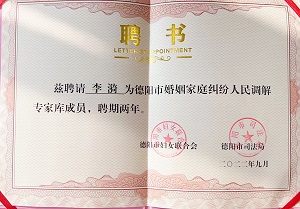 聘 书
LETTER OF APPOINTMENT
兹聘请 李漪 为德阳市婚姻家庭纠纷人民调解
专家库成员，聘期两年。
德阳市妇女联合会 德阳市司法局
二〇二二年九月